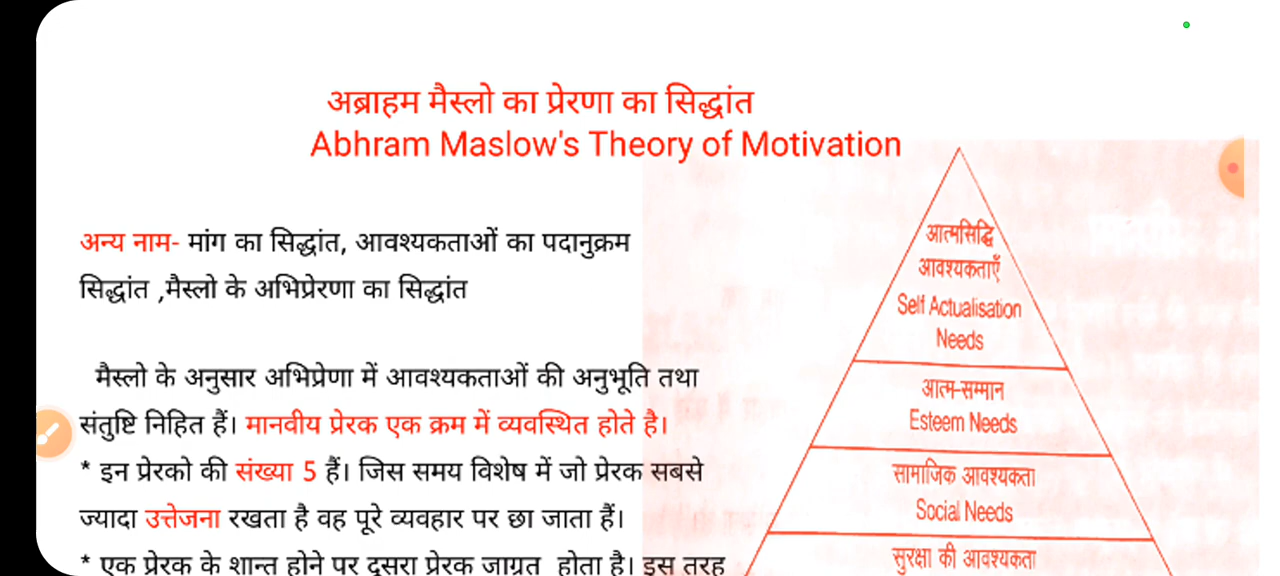 अब्राहम मैस्लो का प्रेरणा का सिद्धांत
Abhram Maslow's Theory of Motivation
अन्य नाम- मांग का सिद्धांत, आवश्यकताओं का पदानुक्रम
सिद्धांत ,मैस्लो के अभिप्रेरणा का सिद्धांत
मैस्लो के अनुसार अभिप्रेणा में आवश्यकताओं की अनुभूति तथा
संतुष्टि निहित हैं। मानवीय प्रेरक एक क्रम में व्यवस्थित होते है।
* इन प्रेरको की संख्या 5 हैं। जिस समय विशेष में जो प्रेरक सबसे
ज्यादा उत्तेजना रखता है वह पूरे व्यवहार पर छा जाता हैं।
* एक प्रेरक के शान्त होने पर दूसरा प्रेरक जाग्रत होता है। इस तरह
आत्मसिद्धि
आवश्यकताएँ
Self Actualisation
Needs
आत्म-सम्मान
Esteem Needs
सामाजिक आवश्यकता
Social Needs
सुरक्षा की आवश्यकता